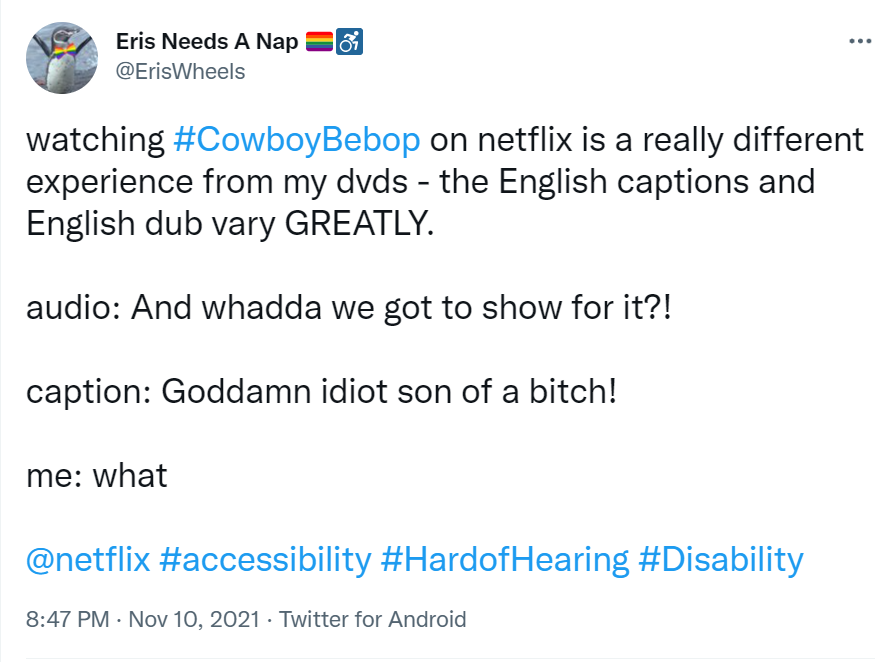 Eris Needs A Nap 🏳️‍🌈♿
@ErisWheels
watching #CowboyBebop on netflix is a really different
experience from my dvds - the English captions and
English dub vary GREATLY.
audio: And whadda we got to show for it?!
caption: Goddamn idiot son of a bitch!
me: what
@netflix #accessibility #HardofHearing #Disability
8:47 PM · Nov 10, 2021 · Twitter for Android